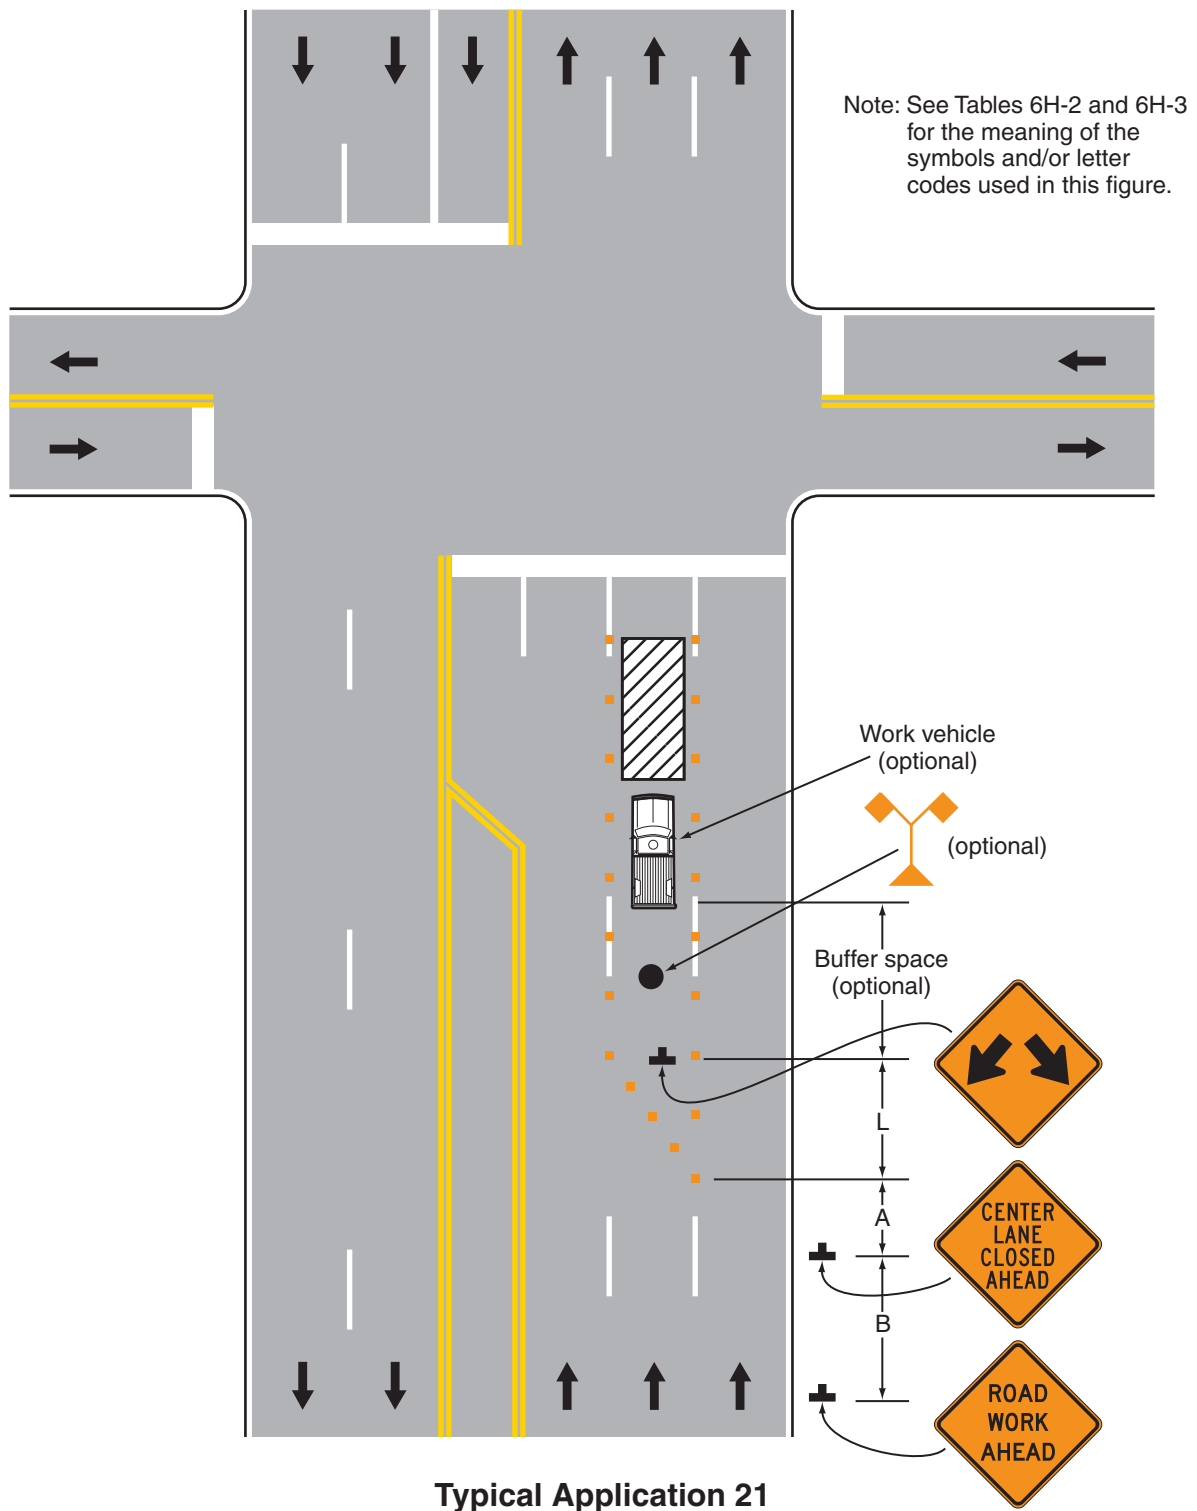 Note: See Tables 6H-2 and 6H-3
for the meaning of the
symbols and/or letter
codes used in this figure.
Work vehicle
(optional)
(optional)
Buffer space
(optional)
L
A
CENTER
LANE
CLOSED
AHEAD
B
ROAD
WORK
AHEAD
Typical Application 21